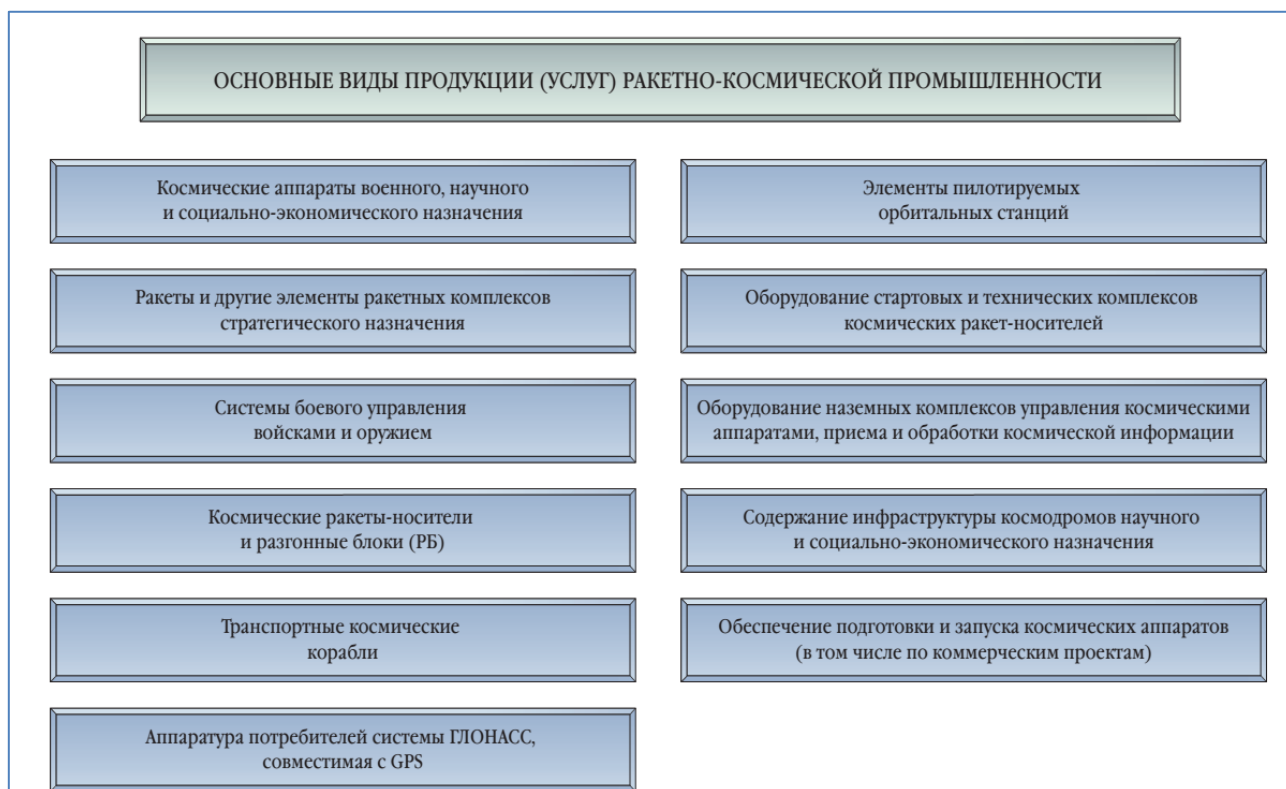 ОСНОВНЫЕ ВИДЫ ПРОДУКЦИИ (УСЛУГ) РАКЕТНО-КОСМИЧЕСКОЙ ПРОМЫШЛЕННОСТИ
Космические аппараты военного, научного
и социально-экономического назначения
Ракеты и другие элементы ракетных комплексов
стратегического назначения
Системы боевого управления
войсками и оружием
Космические ракеты-носители
и разгонные блоки (РБ)
Транспортные космические
корабли
Аппаратура потребителей системы ГЛОНАСС,
совместимая с GPS
Элементы пилотируемых
орбитальных станций
Оборудование стартовых и технических комплексов
космических ракет-носителей
Оборудование наземных комплексов управления космическими
аппаратами, приема и обработки космической информации
Содержание инфраструктуры космодромов научного
и социально-экономического назначения
Обеспечение подготовки и запуска космических аппаратов
(в том числе по коммерческим проектам)